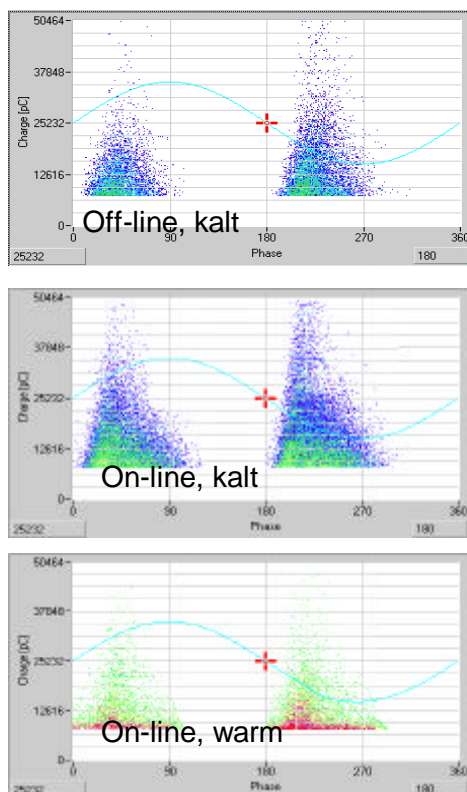 50464
37848
25232
12616
0
Charge [pC]
Off-line, kalt
0 90 180 270 360
25232 Phase 180
50464
37848
25232
12616
0
Charge [pC]
On-line, kalt
0 90 180 270 360
25232 Phase 180
50464
37848
25232
12616
0
Charge [pC]
On-line, warm
0 90 180 270 360
25232 Phase 180